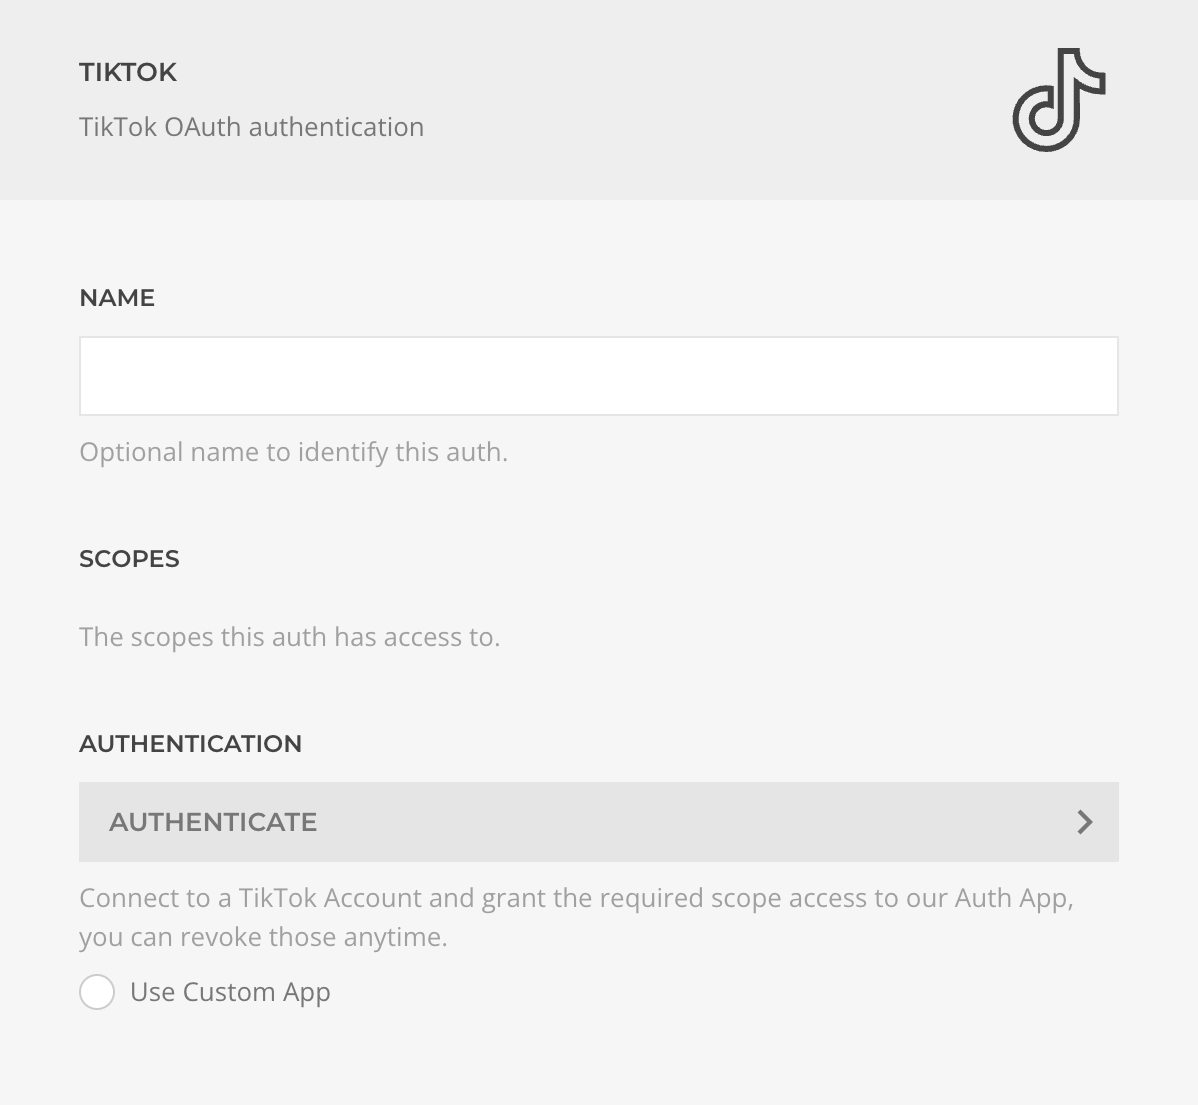 TIKTOK
TikTok OAuth authentication
NAME
Optional name to identify this auth.
SCOPES
The scopes this auth has access to.
AUTHENTICATION
AUTHENTICATE
Connect to a TikTok Account and grant the required scope access to our Auth App,
you can revoke those anytime.
Use Custom App